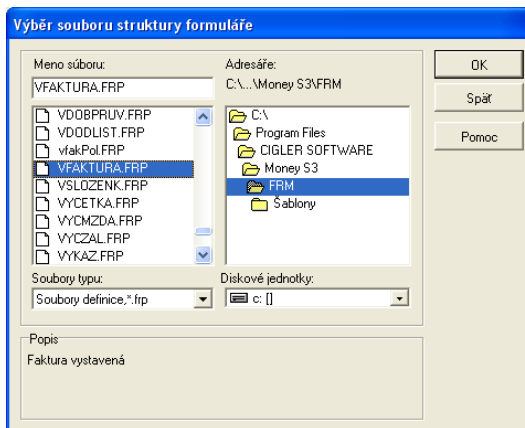 Výběr souboru struktury formuláře
Meno súboru:
VFAKTURA.FRP
VDOBPRUV.FRP
VDODLIST.FRP
vfakPol.FRP
VFAKTURA.FRP
VSLOZENK.FRP
VYCETKA.FRP
VYCMZDA.FRP
VYCZAL.FRP
VYKAZ.FRP
Soubory typu:
Soubory definice,*.frp
Adresáře:
C:\...\Money S3\FRM
C:\
Program Files
CIGLER SOFTWARE
Money S3
FRM
Šablony
Diskové jednotky:
c: []
OK
Späť
Pomoc
Popis
Faktura vystavená